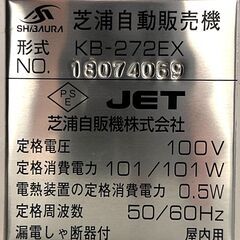 SHIBAURA
芝浦自動販売機
形式 KB-272EX
NO. 18074069
PSE JET
芝浦自販機株式会社
定格電圧 100V
定格消費電力 101/101W
電熱装置の定格消費電力 0.5W
定格周波数 50/60Hz
漏電しゃ断器付 屋内用